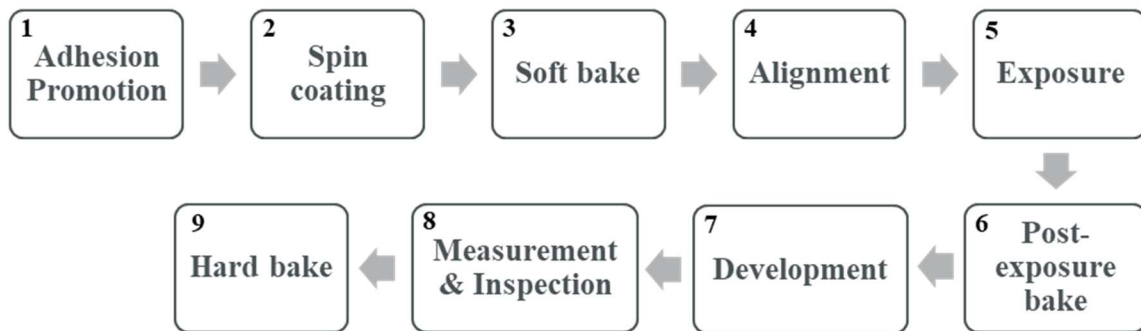 1
Adhesion
Promotion
2
Spin
coating
3
Soft bake
4
Alignment
5
Exposure
6
Post-
exposure
bake
7
Development
8
Measurement
& Inspection
9
Hard bake